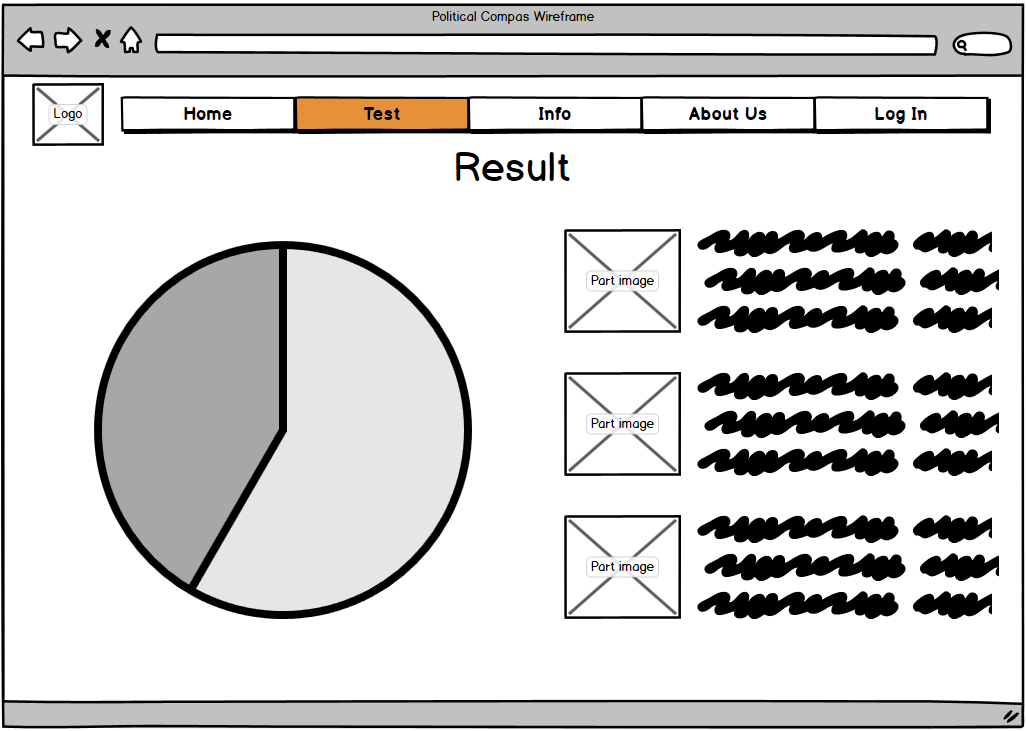 Political Compas Wireframe
Logo
Home Test Info About Us Log In
Result
Part image
Part image
Part image